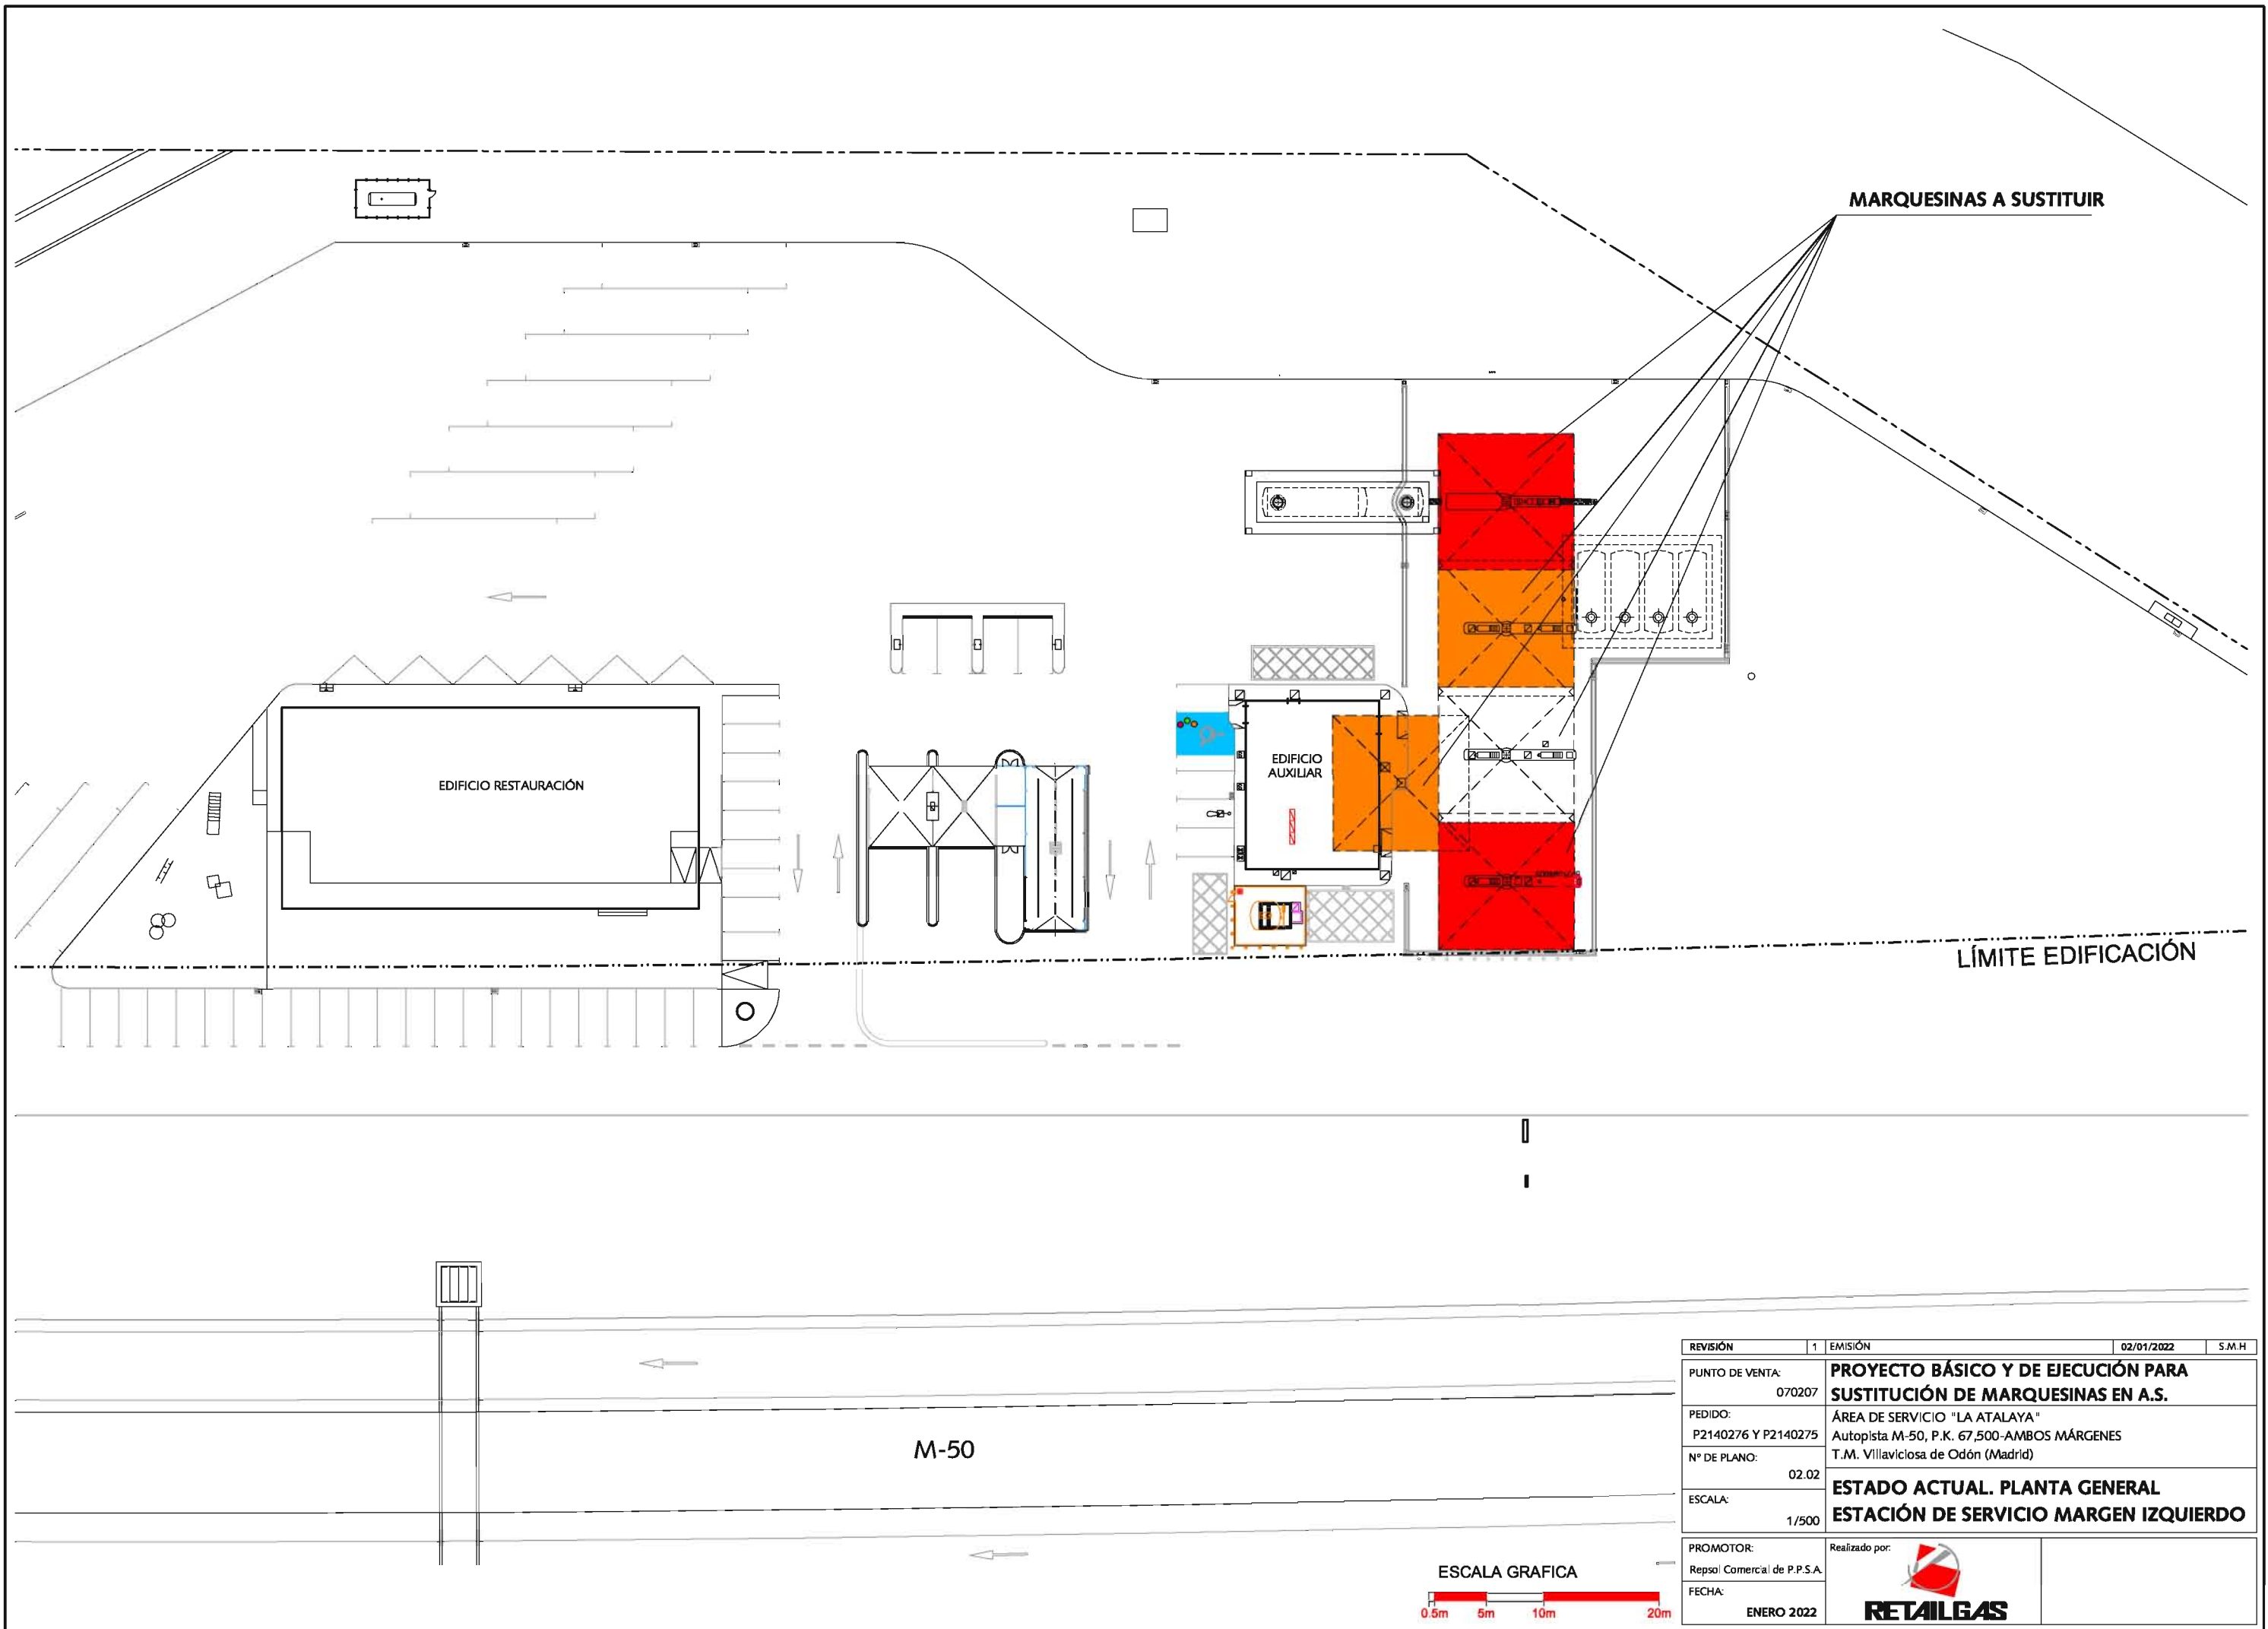 MARQUESINAS A SUSTITUIR
EDIFICIO RESTAURACIÓN
EDIFICIO
AUXILIAR
LÍMITE EDIFICACIÓN
M-50
ESCALA GRAFICA
0.5m 5m 10m 20m
REVISIÓN 1 EMISIÓN 02/01/2022 S.M.H
PUNTO DE VENTA:
070207
PROYECTO BÁSICO Y DE EJECUCIÓN PARA
SUSTITUCIÓN DE MARQUESINAS EN A.S.
PEDIDO:
P2140276 Y P2140275
ÁREA DE SERVICIO "LA ATALAYA"
Autopista M-50, P.K. 67,500-AMBOS MÁRGENES
T.M. Villaviciosa de Odón (Madrid)
Nº DE PLANO:
02.02
ESTADO ACTUAL. PLANTA GENERAL
ESTACIÓN DE SERVICIO MARGEN IZQUIERDO
ESCALA:
1/500
PROMOTOR:
Repsol Comercial de P.P.S.A.
FECHA:
ENERO 2022
Realizado por:
RETAILGAS